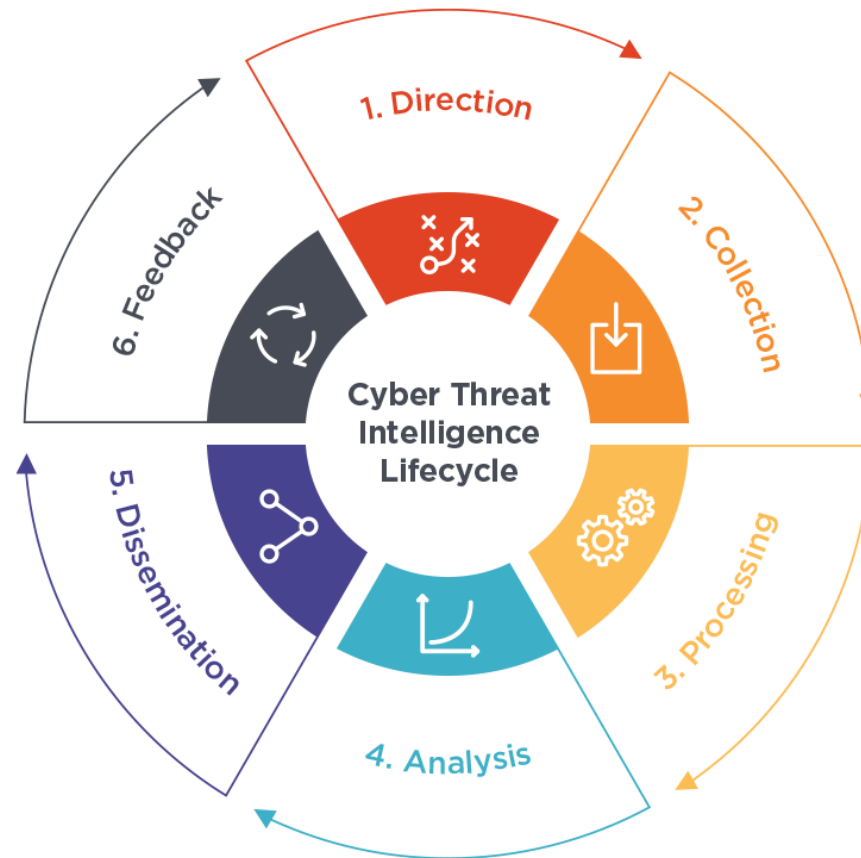 Cyber Threat
Intelligence
Lifecycle
1. Direction
2. Collection
3. Processing
4. Analysis
5. Dissemination
6. Feedback